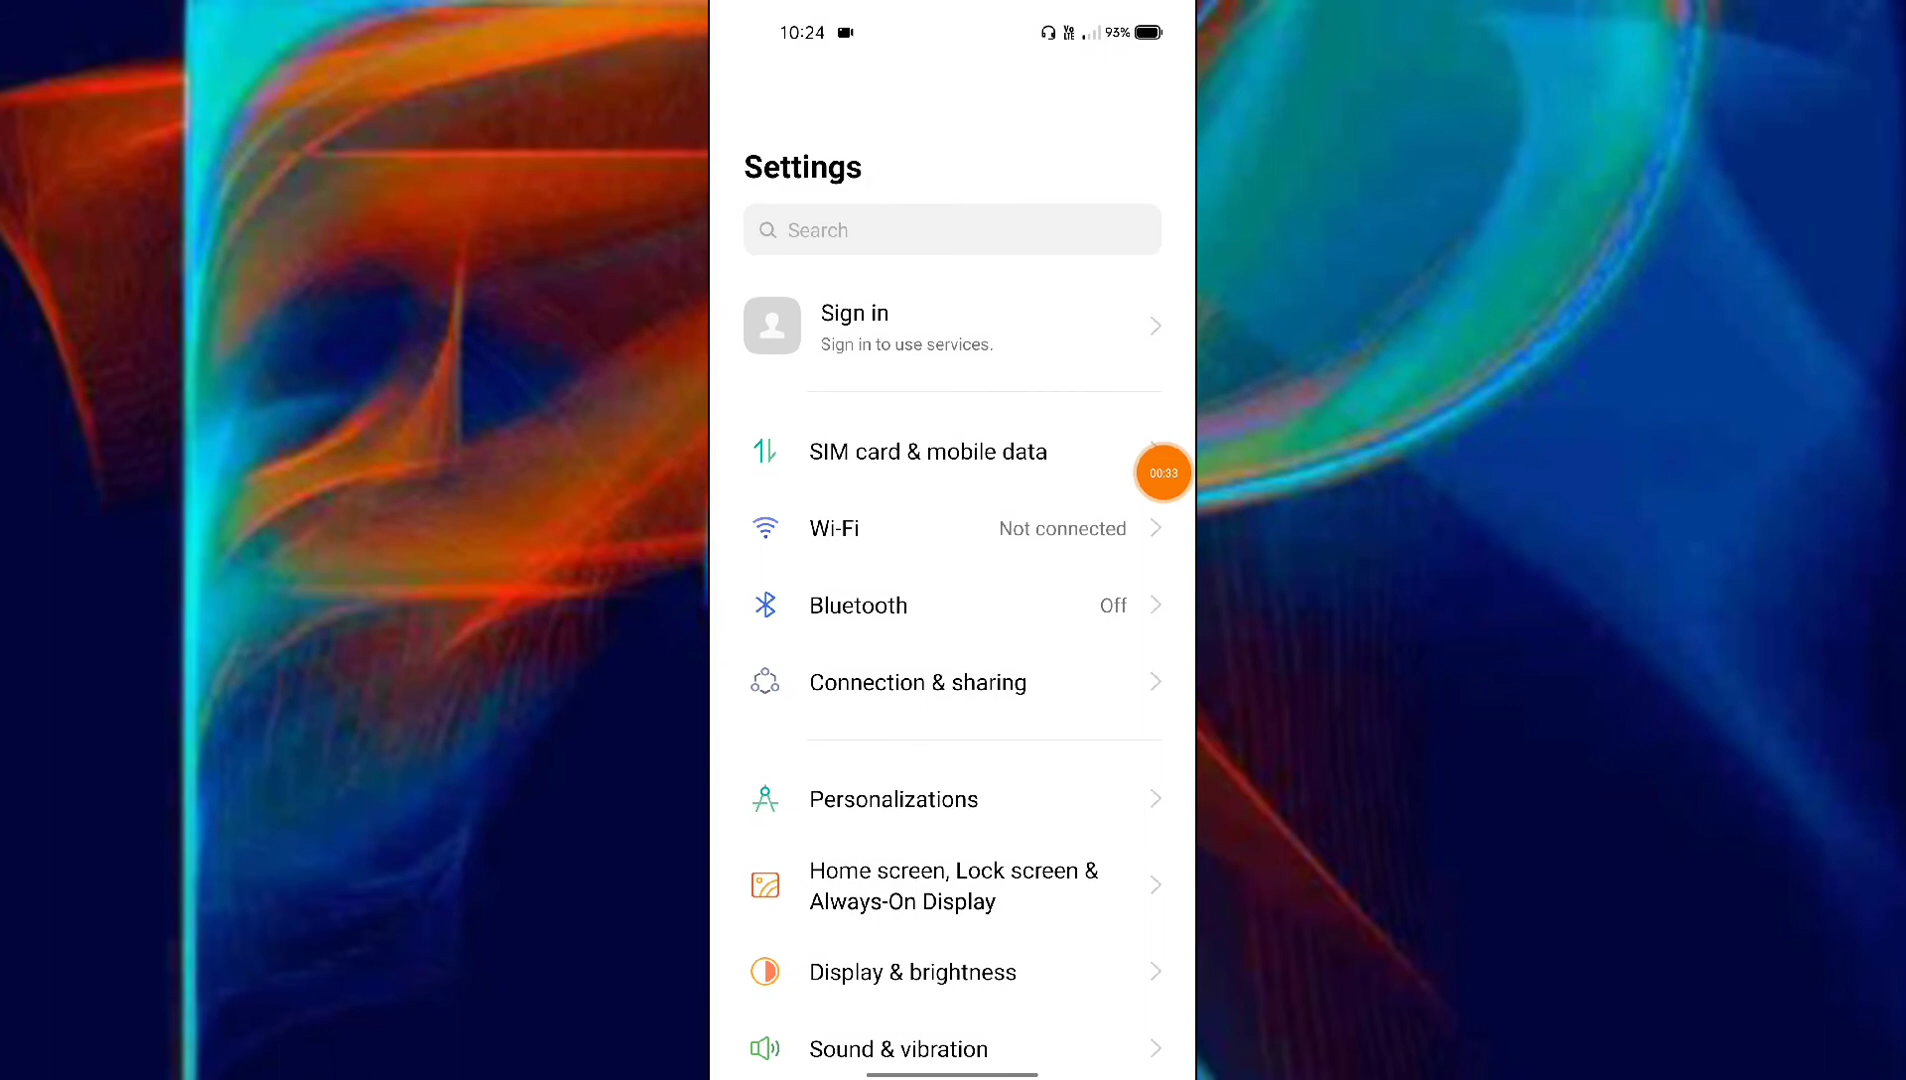 10:24
Vo
LTE
93%
Settings
Search
Sign in
Sign in to use services.
SIM card & mobile data
00:33
Wi-Fi
Not connected
Bluetooth
Off
Connection & sharing
Personalizations
Home screen, Lock screen &
Always-On Display
Display & brightness
Sound & vibration